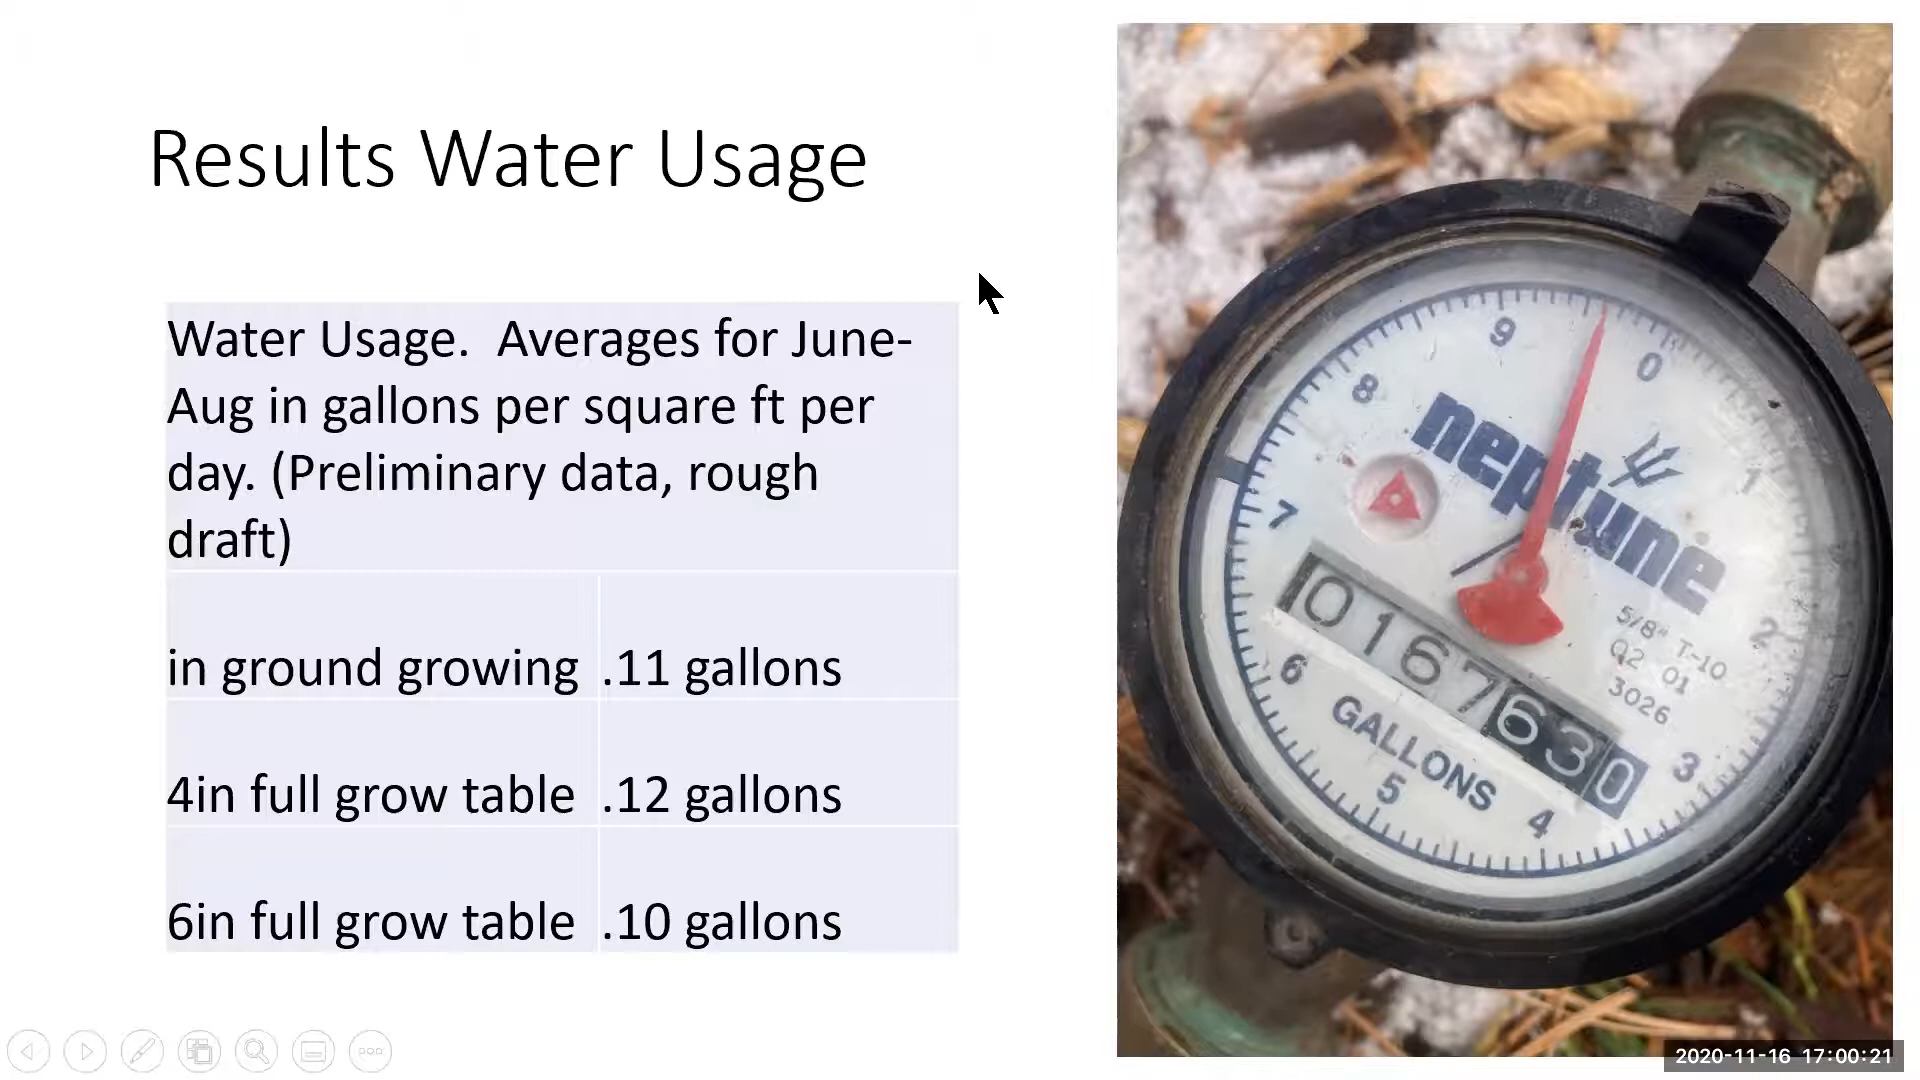 Results Water Usage
Water Usage.  Averages for June-
Aug in gallons per square ft per
day. (Preliminary data, rough
draft)
in ground growing .11 gallons
4in full grow table .12 gallons
6in full grow table .10 gallons
9
0
8
1
7
2
6
3
5
4
neptune
5/8" T-10
Q2 01
3026
0167630
GALLONS
2020-11-16 17:00:21